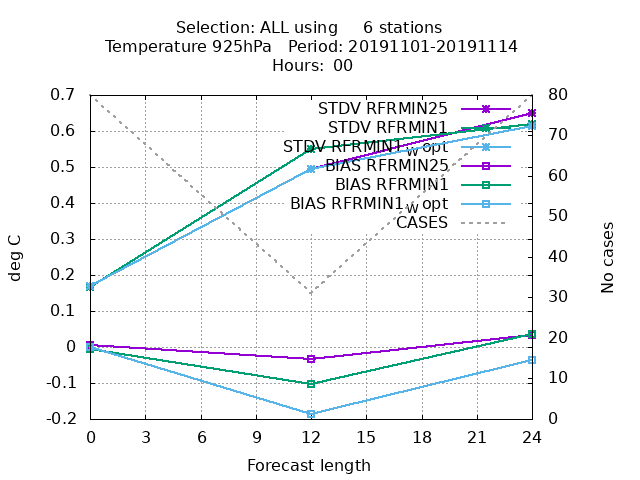 Selection: ALL using     6 stations
Temperature 925hPa   Period: 20191101-20191114
Hours:  00
0.7
0.6
0.5
0.4
0.3
0.2
0.1
0
-0.1
-0.2
deg C
STDV RFRMIN25
STDV RFRMIN1
STDV RFRMIN1_W opt
BIAS RFRMIN25
BIAS RFRMIN1
BIAS RFRMIN1_W opt
CASES
80
70
60
50
40
30
20
10
0
No cases
0 3 6 9 12 15 18 21 24
Forecast length